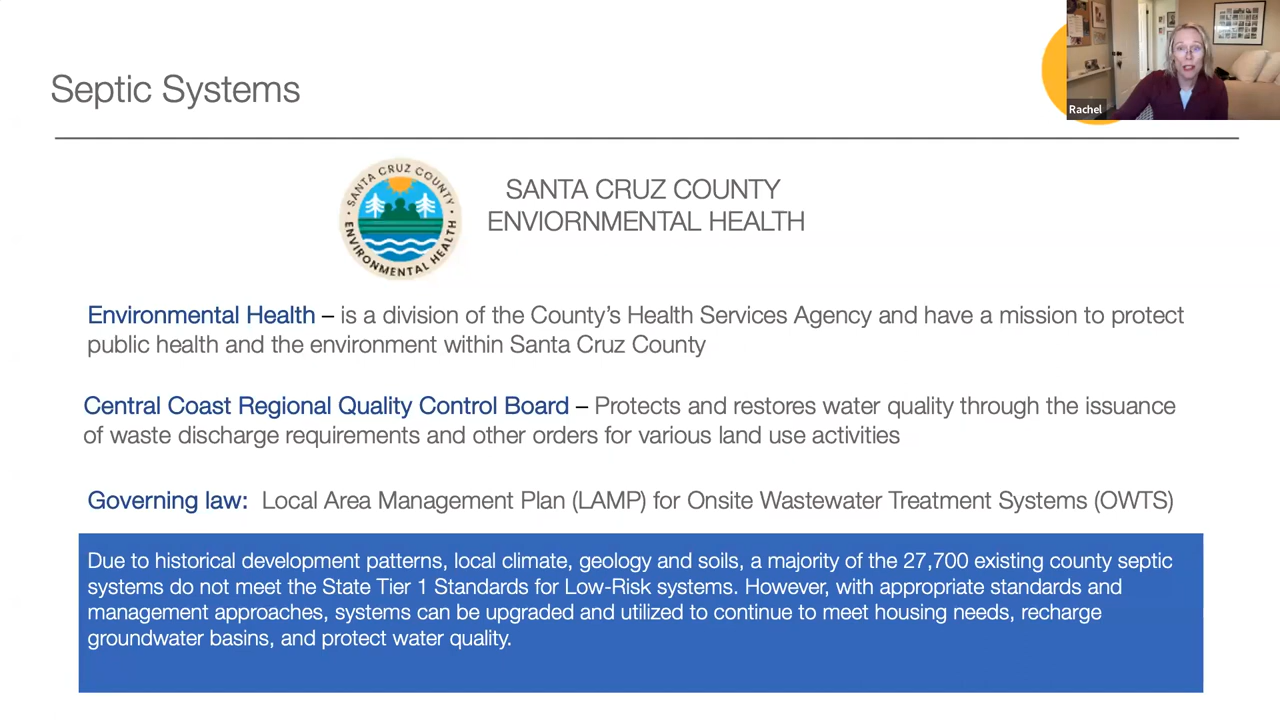 Septic Systems
Rachel
SANTA CRUZ COUNTY
ENVIRONMENTAL HEALTH
SANTA CRUZ COUNTY
ENVIORNMENTAL HEALTH
Environmental Health – is a division of the County’s Health Services Agency and have a mission to protect
public health and the environment within Santa Cruz County
Central Coast Regional Quality Control Board – Protects and restores water quality through the issuance
of waste discharge requirements and other orders for various land use activities
Governing law: Local Area Management Plan (LAMP) for Onsite Wastewater Treatment Systems (OWTS)
Due to historical development patterns, local climate, geology and soils, a majority of the 27,700 existing county septic
systems do not meet the State Tier 1 Standards for Low-Risk systems. However, with appropriate standards and
management approaches, systems can be upgraded and utilized to continue to meet housing needs, recharge
groundwater basins, and protect water quality.